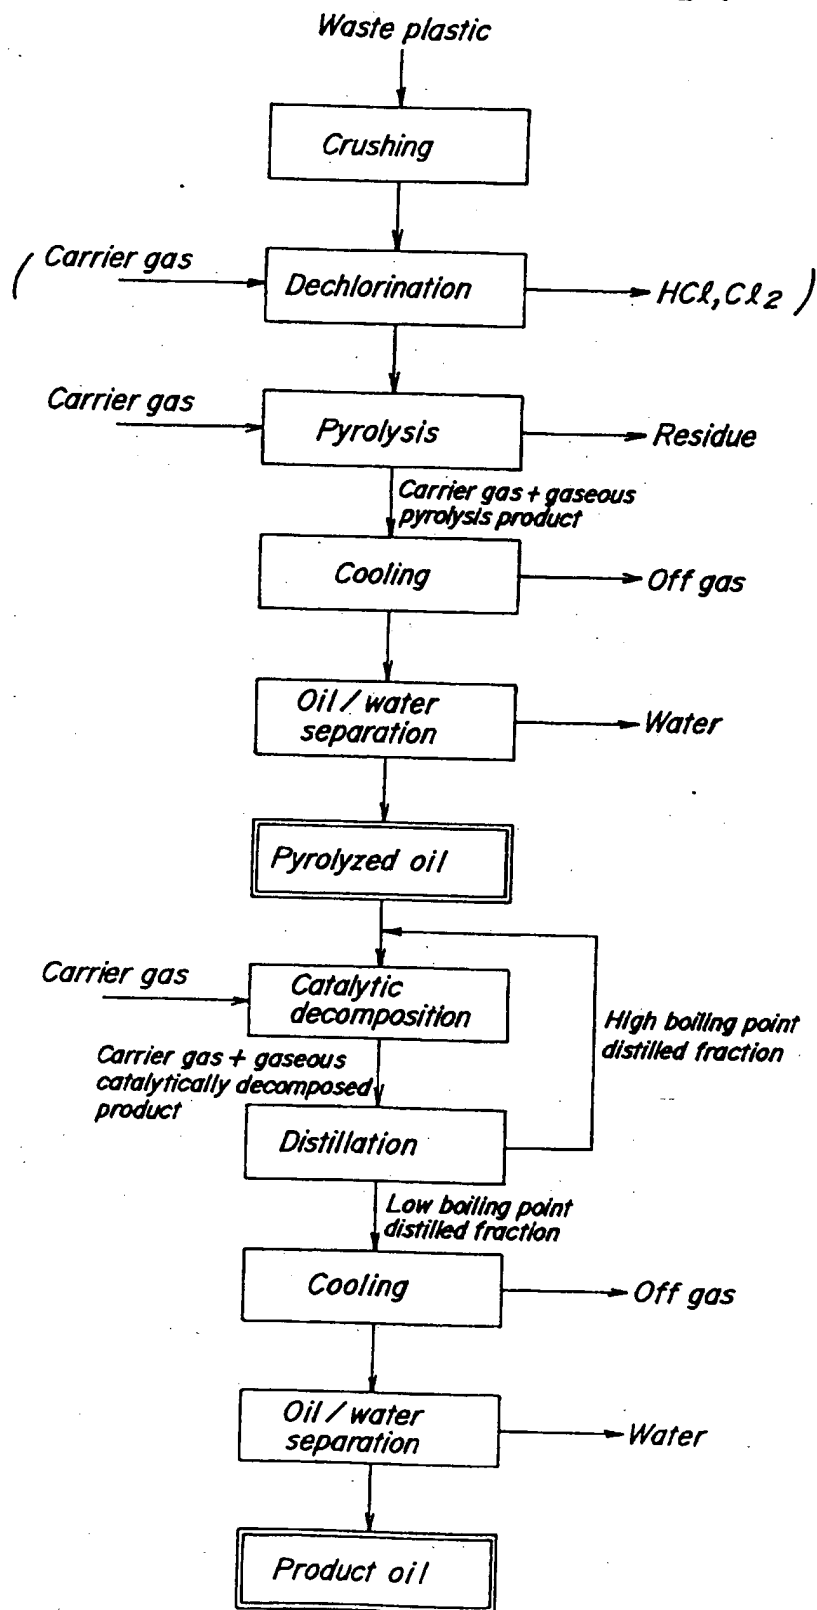 Waste plastic
Crushing
( Carrier gas
Dechlorination
HCl, Cl2 )
Carrier gas
Pyrolysis
Residue
Carrier gas + gaseous
pyrolysis product
Cooling
Off gas
Oil / water
separation
Water
Pyrolyzed oil
Carrier gas
Catalytic
decomposition
High boiling point
distilled fraction
Carrier gas + gaseous
catalytically decomposed
product
Distillation
Low boiling point
distilled fraction
Cooling
Off gas
Oil / water
separation
Water
Product oil